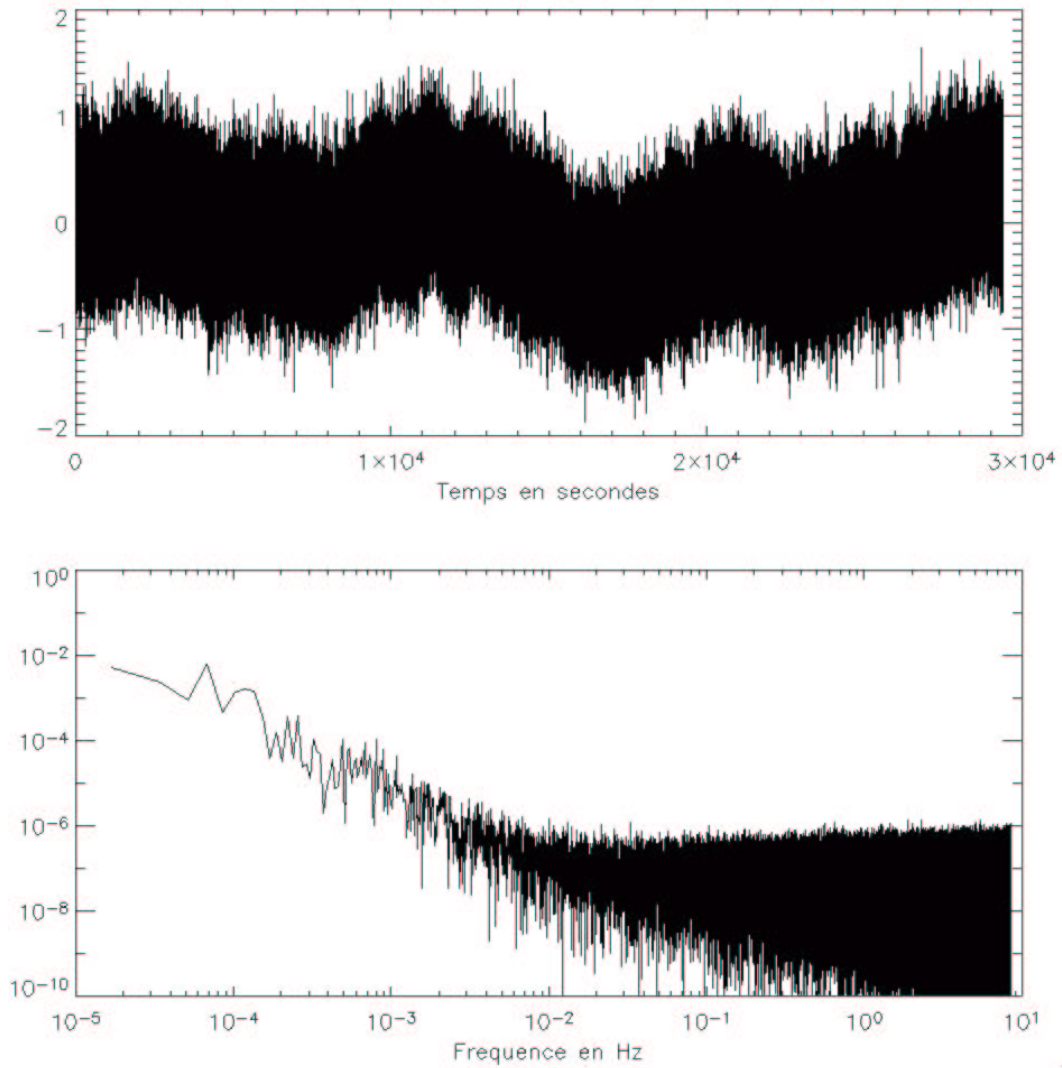 2
1
0
−1
−2
0 1×10⁴ 2×10⁴ 3×10⁴
Temps en secondes
10⁰
10⁻²
10⁻⁴
10⁻⁶
10⁻⁸
10⁻¹⁰
10⁻⁵ 10⁻⁴ 10⁻³ 10⁻² 10⁻¹ 10⁰ 10¹
Frequence en Hz